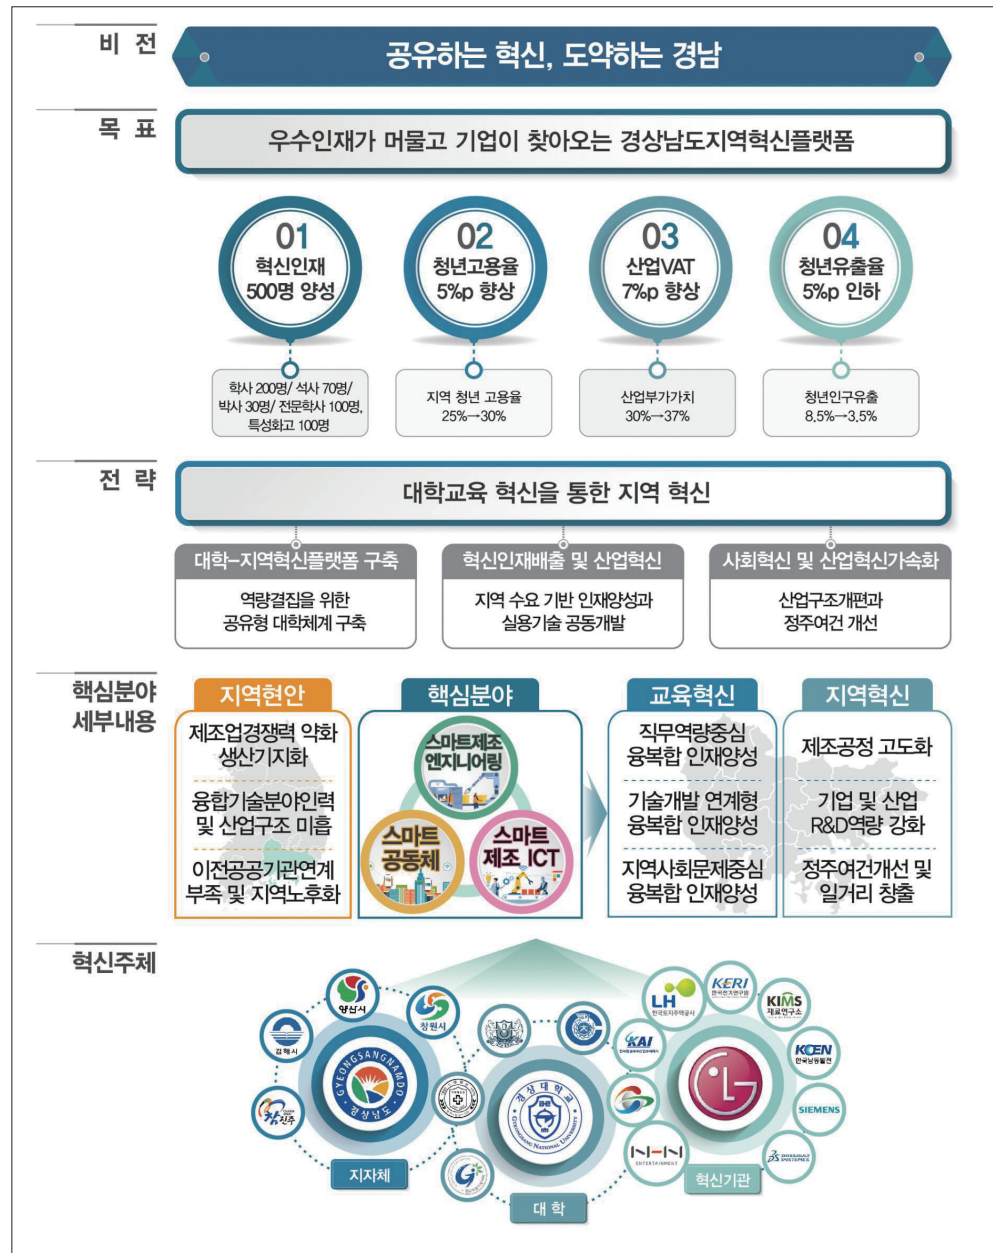 비 전
공유하는 혁신, 도약하는 경남
목 표
우수인재가 머물고 기업이 찾아오는 경상남도지역혁신플랫폼
01
혁신인재
500명 양성
02
청년고용율
5%p 향상
03
산업VAT
7%p 향상
04
청년유출율
5%p 인하
학사 200명/ 석사 70명/
박사 30명/ 전문학사 100명,
특성화고 100명
지역 청년 고용율
25%→30%
산업부가가치
30%→37%
청년인구유출
8.5%→3.5%
전 략
대학교육 혁신을 통한 지역 혁신
대학-지역혁신플랫폼 구축
역량결집을 위한
공유형 대학체계 구축
혁신인재배출 및 산업혁신
지역 수요 기반 인재양성과
실용기술 공동개발
사회혁신 및 산업혁신가속화
산업구조개편과
정주여건 개선
핵심분야
세부내용
지역현안
제조업경쟁력 약화
생산기지화
융합기술분야인력
및 산업구조 미흡
이전공공기관연계
부족 및 지역노후화
핵심분야
스마트제조
엔지니어링
스마트
공동체
스마트
제조 ICT
교육혁신
직무역량중심
융복합 인재양성
기술개발 연계형
융복합 인재양성
지역사회문제중심
융복합 인재양성
지역혁신
제조공정 고도화
기업 및 산업
R&D역량 강화
정주여건개선 및
일거리 창출
혁신주체
양산시
창원시
김해시
참진주
GYEONGSANGNAMDO
경상남도
지자체
경상대학교
GYEONGSANG NATIONAL UNIVERSITY
대 학
LH
한국토지주택공사
KERI
한국전기연구원
KIMS
재료연구소
KAI
KOEN
한국남동발전
LG
SIEMENS
NHN
ENTERTAINMENT
DASSAULT
SYSTEMES
혁신기관